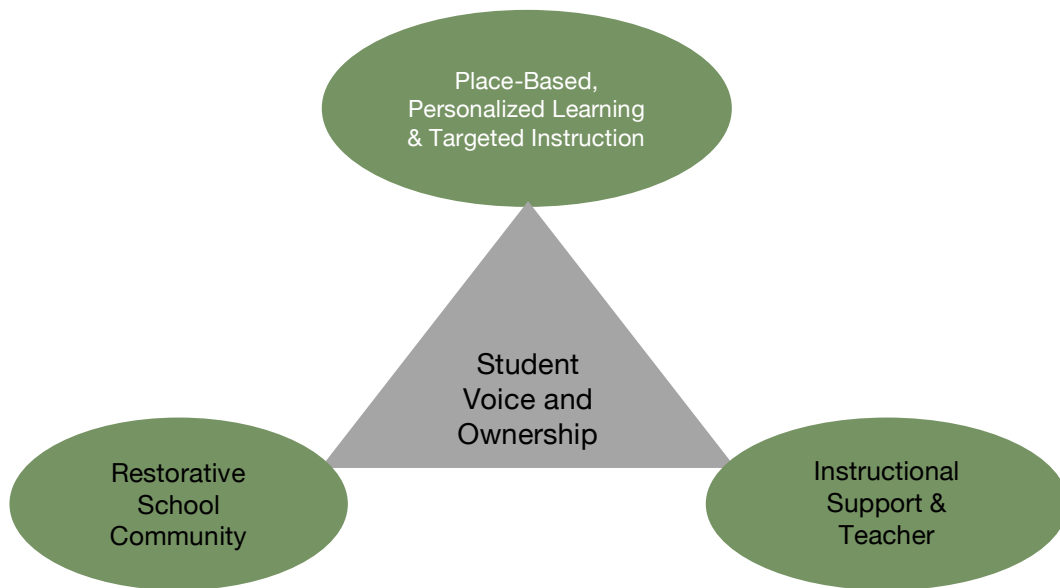 Place-Based,
Personalized Learning
& Targeted Instruction
Student
Voice and
Ownership
Restorative
School
Community
Instructional
Support &
Teacher